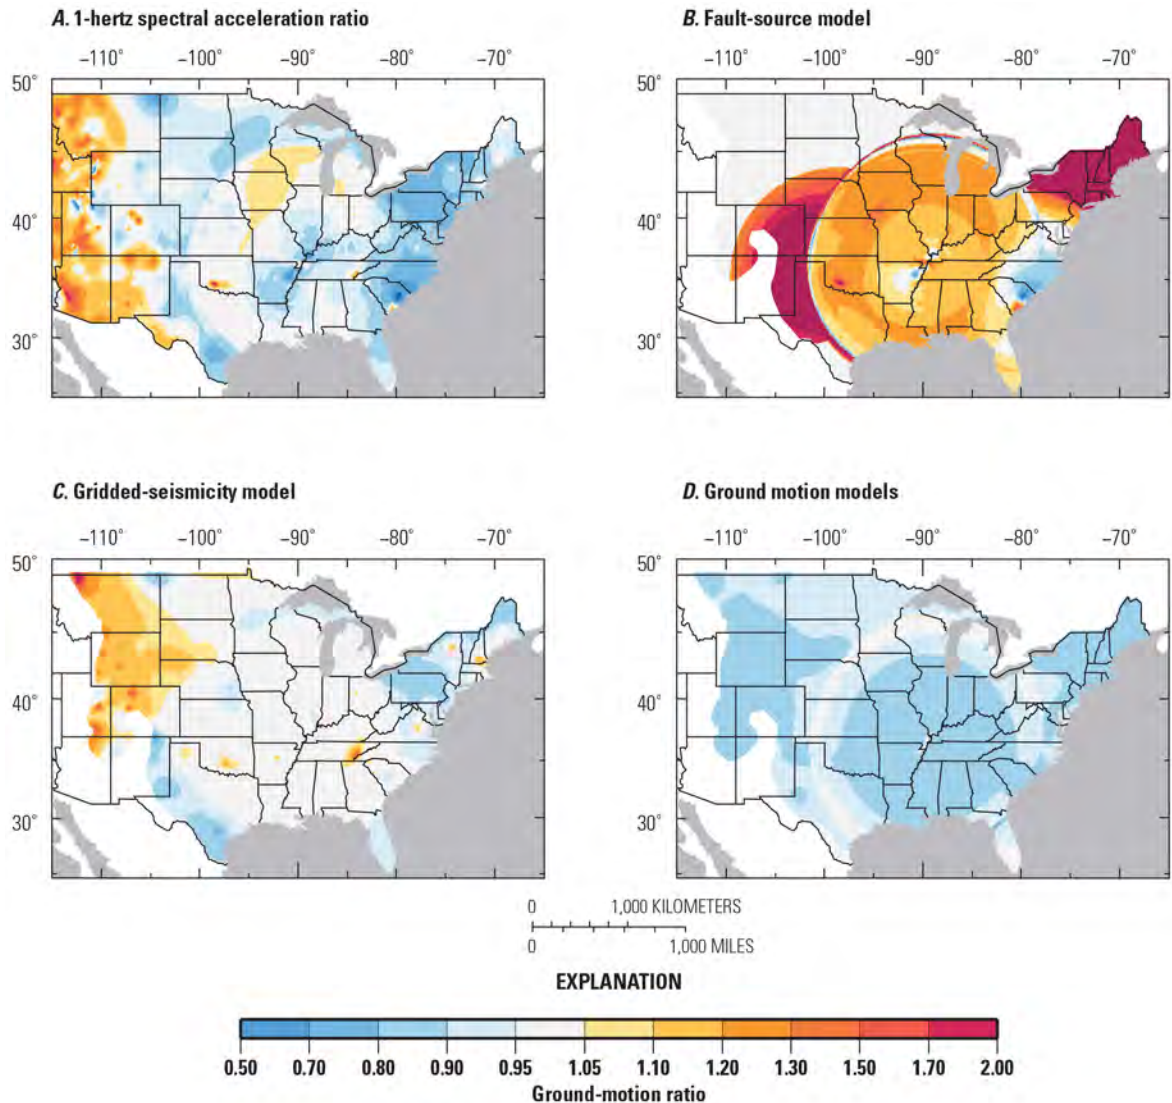 A. 1-hertz spectral acceleration ratio
−110° −100° −90° −80° −70°
50°
40°
30°
B. Fault-source model
−110° −100° −90° −80° −70°
50°
40°
30°
C. Gridded-seismicity model
−110° −100° −90° −80° −70°
50°
40°
30°
D. Ground motion models
−110° −100° −90° −80° −70°
50°
40°
30°
0 1,000 KILOMETERS
0 1,000 MILES
EXPLANATION
0.50 0.70 0.80 0.90 0.95 1.05 1.10 1.20 1.30 1.50 1.70 2.00
Ground-motion ratio